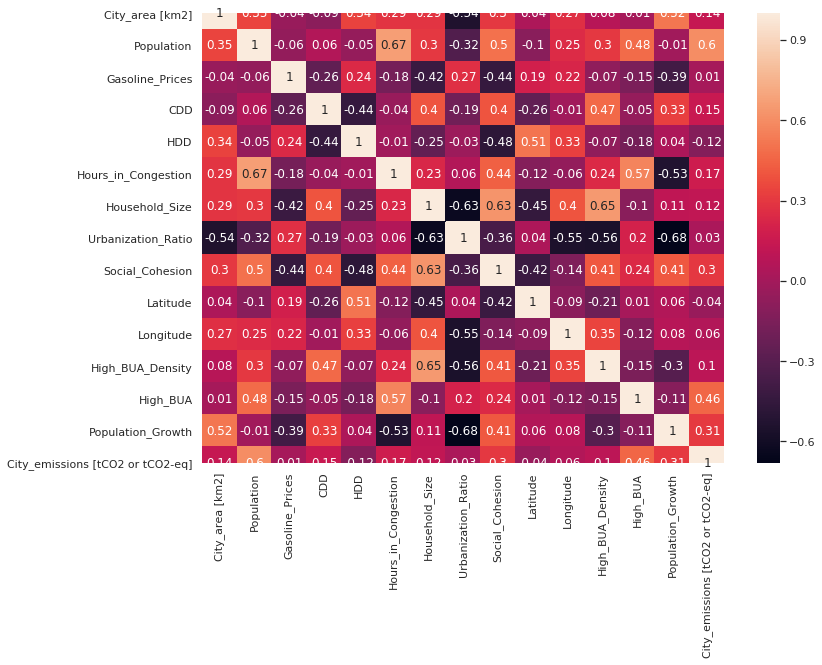 City_area [km2] 1 0.35 -0.04 -0.09 0.34 0.29 0.29 -0.54 0.3 0.04 0.27 0.08 0.01 0.52 0.14
Population 0.35 1 -0.06 0.06 -0.05 0.67 0.3 -0.32 0.5 -0.1 0.25 0.3 0.48 -0.01 0.6
Gasoline_Prices -0.04 -0.06 1 -0.26 0.24 -0.18 -0.42 0.27 -0.44 0.19 0.22 -0.07 -0.15 -0.39 0.01
CDD -0.09 0.06 -0.26 1 -0.44 -0.04 0.4 -0.19 0.4 -0.26 -0.01 0.47 -0.05 0.33 0.15
HDD 0.34 -0.05 0.24 -0.44 1 -0.01 -0.25 -0.03 -0.48 0.51 0.33 -0.07 -0.18 0.04 -0.12
Hours_in_Congestion 0.29 0.67 -0.18 -0.04 -0.01 1 0.23 0.06 0.44 -0.12 -0.06 0.24 0.57 -0.53 0.17
Household_Size 0.29 0.3 -0.42 0.4 -0.25 0.23 1 -0.63 0.63 -0.45 0.4 0.65 -0.1 0.11 0.12
Urbanization_Ratio -0.54 -0.32 0.27 -0.19 -0.03 0.06 -0.63 1 -0.36 0.04 -0.55 -0.56 0.2 -0.68 0.03
Social_Cohesion 0.3 0.5 -0.44 0.4 -0.48 0.44 0.63 -0.36 1 -0.42 -0.14 0.41 0.24 0.41 0.3
Latitude 0.04 -0.1 0.19 -0.26 0.51 -0.12 -0.45 0.04 -0.42 1 -0.09 -0.21 0.01 0.06 -0.04
Longitude 0.27 0.25 0.22 -0.01 0.33 -0.06 0.4 -0.55 -0.14 -0.09 1 0.35 -0.12 0.08 0.06
High_BUA_Density 0.08 0.3 -0.07 0.47 -0.07 0.24 0.65 -0.56 0.41 -0.21 0.35 1 -0.15 -0.3 0.1
High_BUA 0.01 0.48 -0.15 -0.05 -0.18 0.57 -0.1 0.2 0.24 0.01 -0.12 -0.15 1 -0.11 0.46
Population_Growth 0.52 -0.01 -0.39 0.33 0.04 -0.53 0.11 -0.68 0.41 0.06 0.08 -0.3 -0.11 1 0.31
City_emissions [tCO2 or tCO2-eq] 0.14 0.6 0.01 0.15 -0.12 0.17 0.12 0.03 0.3 -0.04 0.06 0.1 0.46 0.31 1
City_area [km2]
Population
Gasoline_Prices
CDD
HDD
Hours_in_Congestion
Household_Size
Urbanization_Ratio
Social_Cohesion
Latitude
Longitude
High_BUA_Density
High_BUA
Population_Growth
City_emissions [tCO2 or tCO2-eq]
0.9
0.6
0.3
0.0
-0.3
-0.6